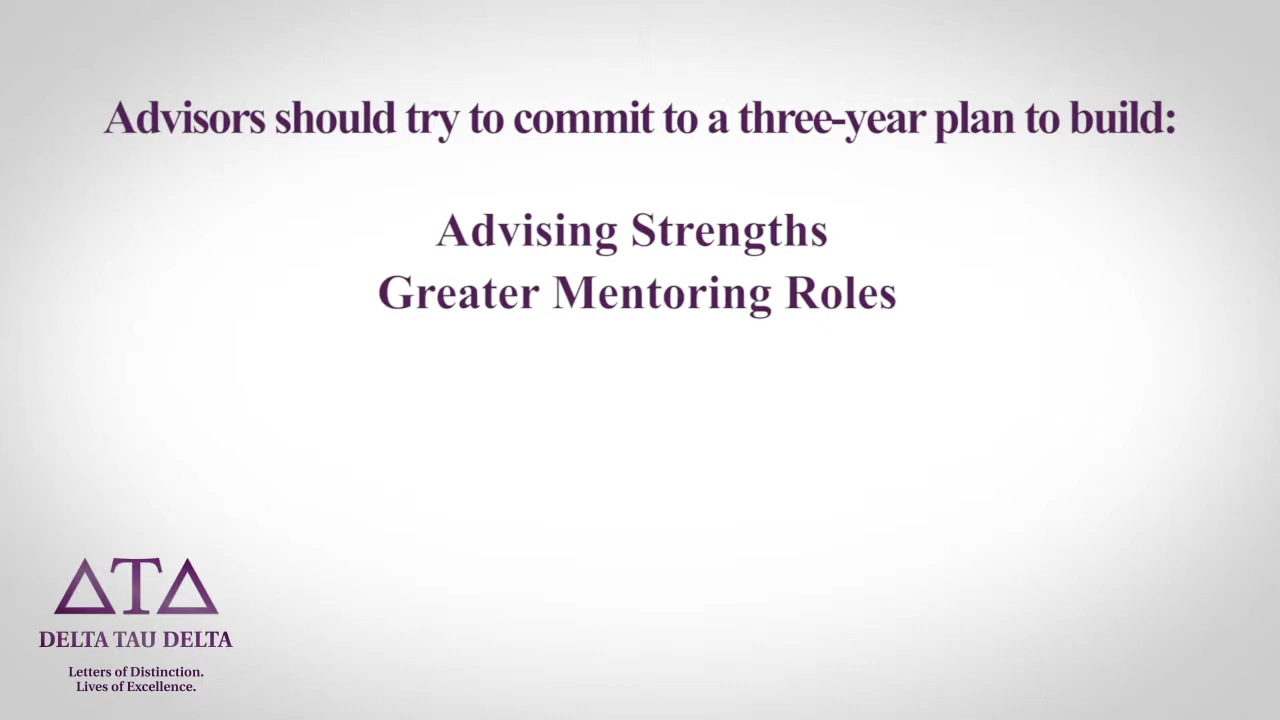 Advisors should try to commit to a three-year plan to build:
Advising Strengths
Greater Mentoring Roles
ΔΤΔ
DELTA TAU DELTA
Letters of Distinction.
Lives of Excellence.